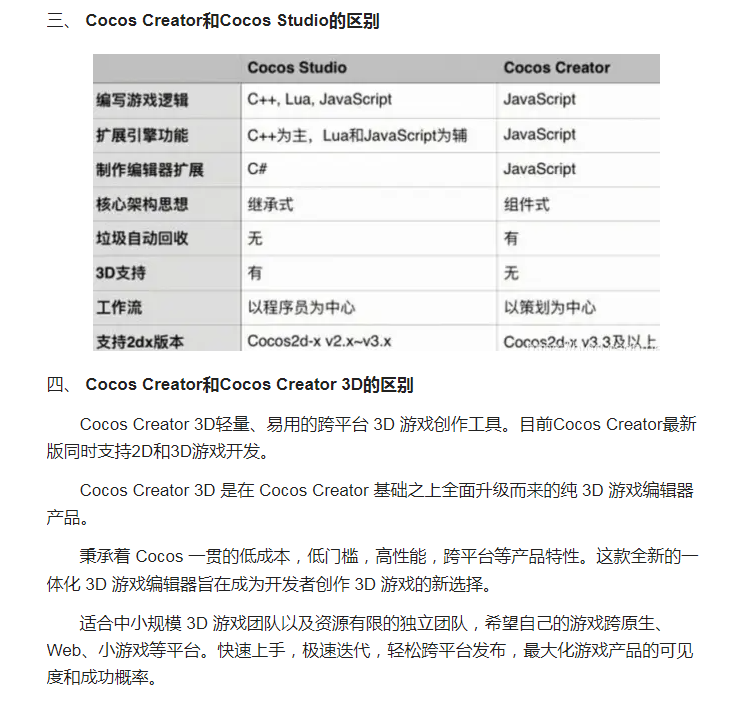 三、 Cocos Creator和Cocos Studio的区别
Cocos Studio Cocos Creator
编写游戏逻辑 C++, Lua, JavaScript JavaScript
扩展引擎功能 C++为主，Lua和JavaScript为辅 JavaScript
制作编辑器扩展 C# JavaScript
核心架构思想 继承式 组件式
垃圾自动回收 无 有
3D支持 有 无
工作流 以程序员为中心 以策划为中心
支持2dx版本 Cocos2d-x v2.x~v3.x Cocos2d-x v3.3及以上
四、 Cocos Creator和Cocos Creator 3D的区别
Cocos Creator 3D轻量、易用的跨平台 3D 游戏创作工具。目前Cocos Creator最新
版同时支持2D和3D游戏开发。
Cocos Creator 3D 是在 Cocos Creator 基础之上全面升级而来的纯 3D 游戏编辑器
产品。
秉承着 Cocos 一贯的低成本，低门槛，高性能，跨平台等产品特性。这款全新的一
体化 3D 游戏编辑器旨在成为开发者创作 3D 游戏的新选择。
适合中小规模 3D 游戏团队以及资源有限的独立团队，希望自己的游戏跨原生、
Web、小游戏等平台。快速上手，极速迭代，轻松跨平台发布，最大化游戏产品的可见
度和成功概率。